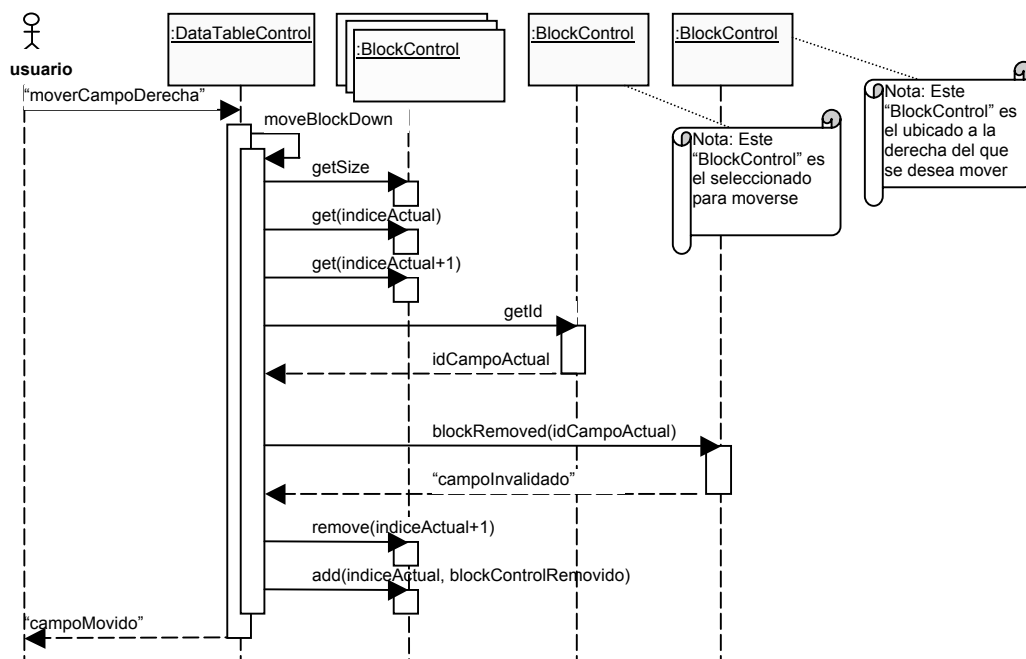 :DataTableControl
:BlockControl
:BlockControl
:BlockControl
usuario
“moverCampoDerecha”
moveBlockDown
Nota: Este
“BlockControl” es
el ubicado a la
derecha del que
se desea mover
Nota: Este
“BlockControl” es
el seleccionado
para moverse
getSize
get(indiceActual)
get(indiceActual+1)
getId
idCampoActual
blockRemoved(idCampoActual)
“campoInvalidado”
remove(indiceActual+1)
add(indiceActual, blockControlRemovido)
“campoMovido”